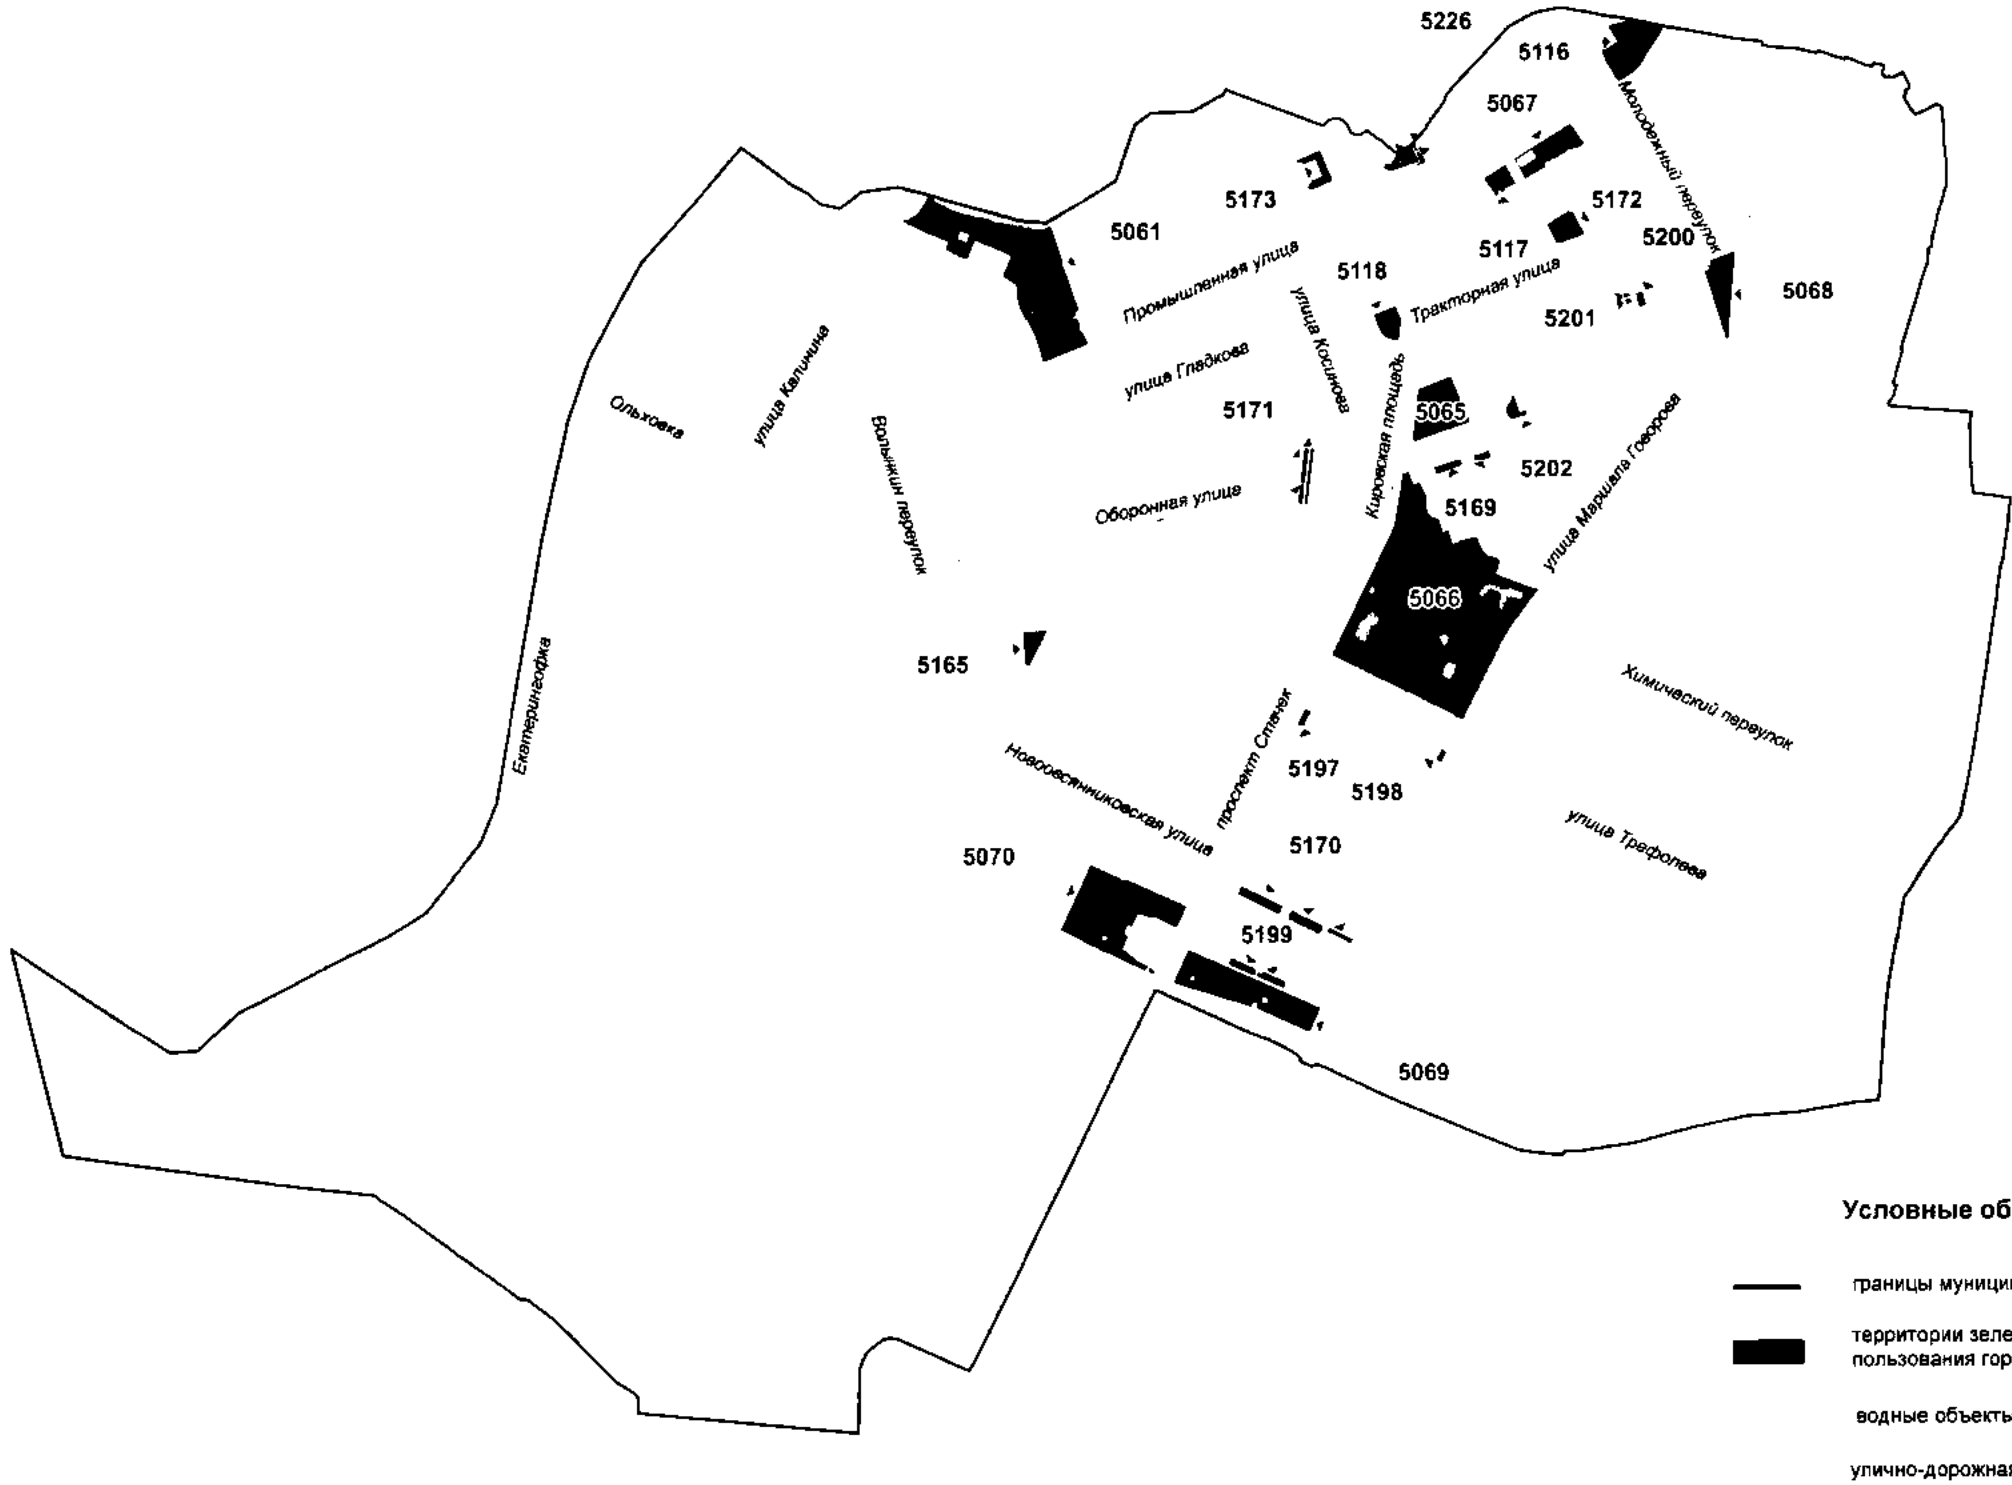 5226
5116
5067
Молодежный переулок
5173
5172
5061
5200
5117
Промышленная улица
5118
Тракторная улица
5068
5201
улица Косинова
улица Гладкова
Кировская площадь
улица Калинина
Ольховка
5171
5065
Волынкин переулок
улица Маршала Говорова
5202
Оборонная улица
5169
5066
5165
Екатерингофка
Химический переулок
проспект Стачек
Новоовсянниковская улица
5197
5198
улица Трефолева
5170
5070
5199
5069
Условные об
границы муници
территории зеле
пользования гор
водные объекты
улично-дорожная